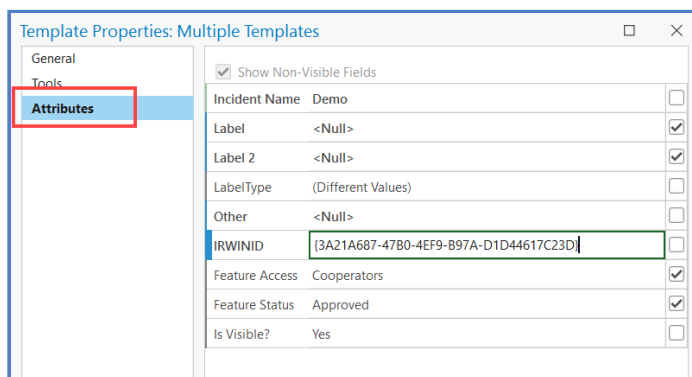 Template Properties: Multiple Templates
General
Tools
Attributes
Show Non-Visible Fields
Incident Name Demo
Label <Null>
Label 2 <Null>
LabelType (Different Values)
Other <Null>
IRWINID {3A21A687-47B0-4EF9-B97A-D1D44617C23D}
Feature Access Cooperators
Feature Status Approved
Is Visible? Yes